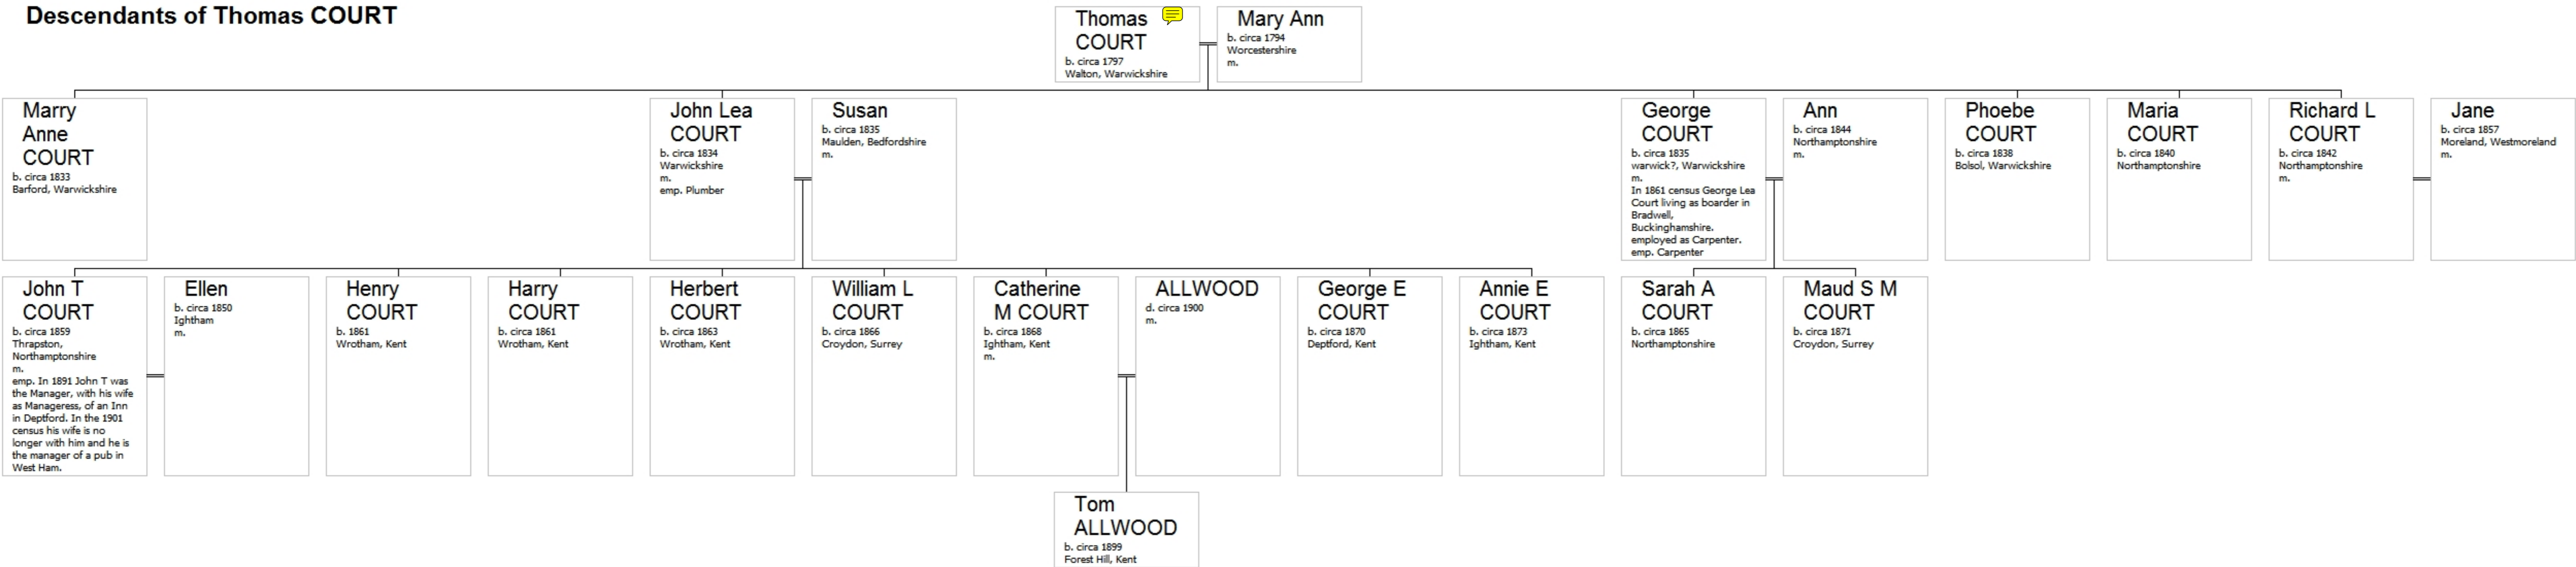 Descendants of Thomas COURT
Thomas
COURT
b. circa 1797
Walton, Warwickshire
Mary Ann
b. circa 1794
Worcestershire
m.
Marry
Anne
COURT
b. circa 1833
Barford, Warwickshire
John Lea
COURT
b. circa 1834
Warwickshire
m.
emp. Plumber
Susan
b. circa 1835
Maulden, Bedfordshire
m.
George
COURT
b. circa 1835
warwick?, Warwickshire
m.
In 1861 census George Lea
Court living as boarder in
Bradwell,
Buckinghamshire.
employed as Carpenter.
emp. Carpenter
Ann
b. circa 1844
Northamptonshire
m.
Phoebe
COURT
b. circa 1838
Bolsol, Warwickshire
Maria
COURT
b. circa 1840
Northamptonshire
Richard L
COURT
b. circa 1842
Northamptonshire
m.
Jane
b. circa 1857
Moreland, Westmoreland
m.
John T
COURT
b. circa 1859
Thrapston,
Northamptonshire
m.
emp. In 1891 John T was
the Manager, with his wife
as Manageress, of an Inn
in Deptford. In the 1901
census his wife is no
longer with him and he is
the manager of a pub in
West Ham.
Ellen
b. circa 1850
Ightham
m.
Henry
COURT
b. 1861
Wrotham, Kent
Harry
COURT
b. circa 1861
Wrotham, Kent
Herbert
COURT
b. circa 1863
Wrotham, Kent
William L
COURT
b. circa 1866
Croydon, Surrey
Catherine
M COURT
b. circa 1868
Ightham, Kent
m.
ALLWOOD
d. circa 1900
m.
George E
COURT
b. circa 1870
Deptford, Kent
Annie E
COURT
b. circa 1873
Ightham, Kent
Sarah A
COURT
b. circa 1865
Northamptonshire
Maud S M
COURT
b. circa 1871
Croydon, Surrey
Tom
ALLWOOD
b. circa 1899
Forest Hill, Kent